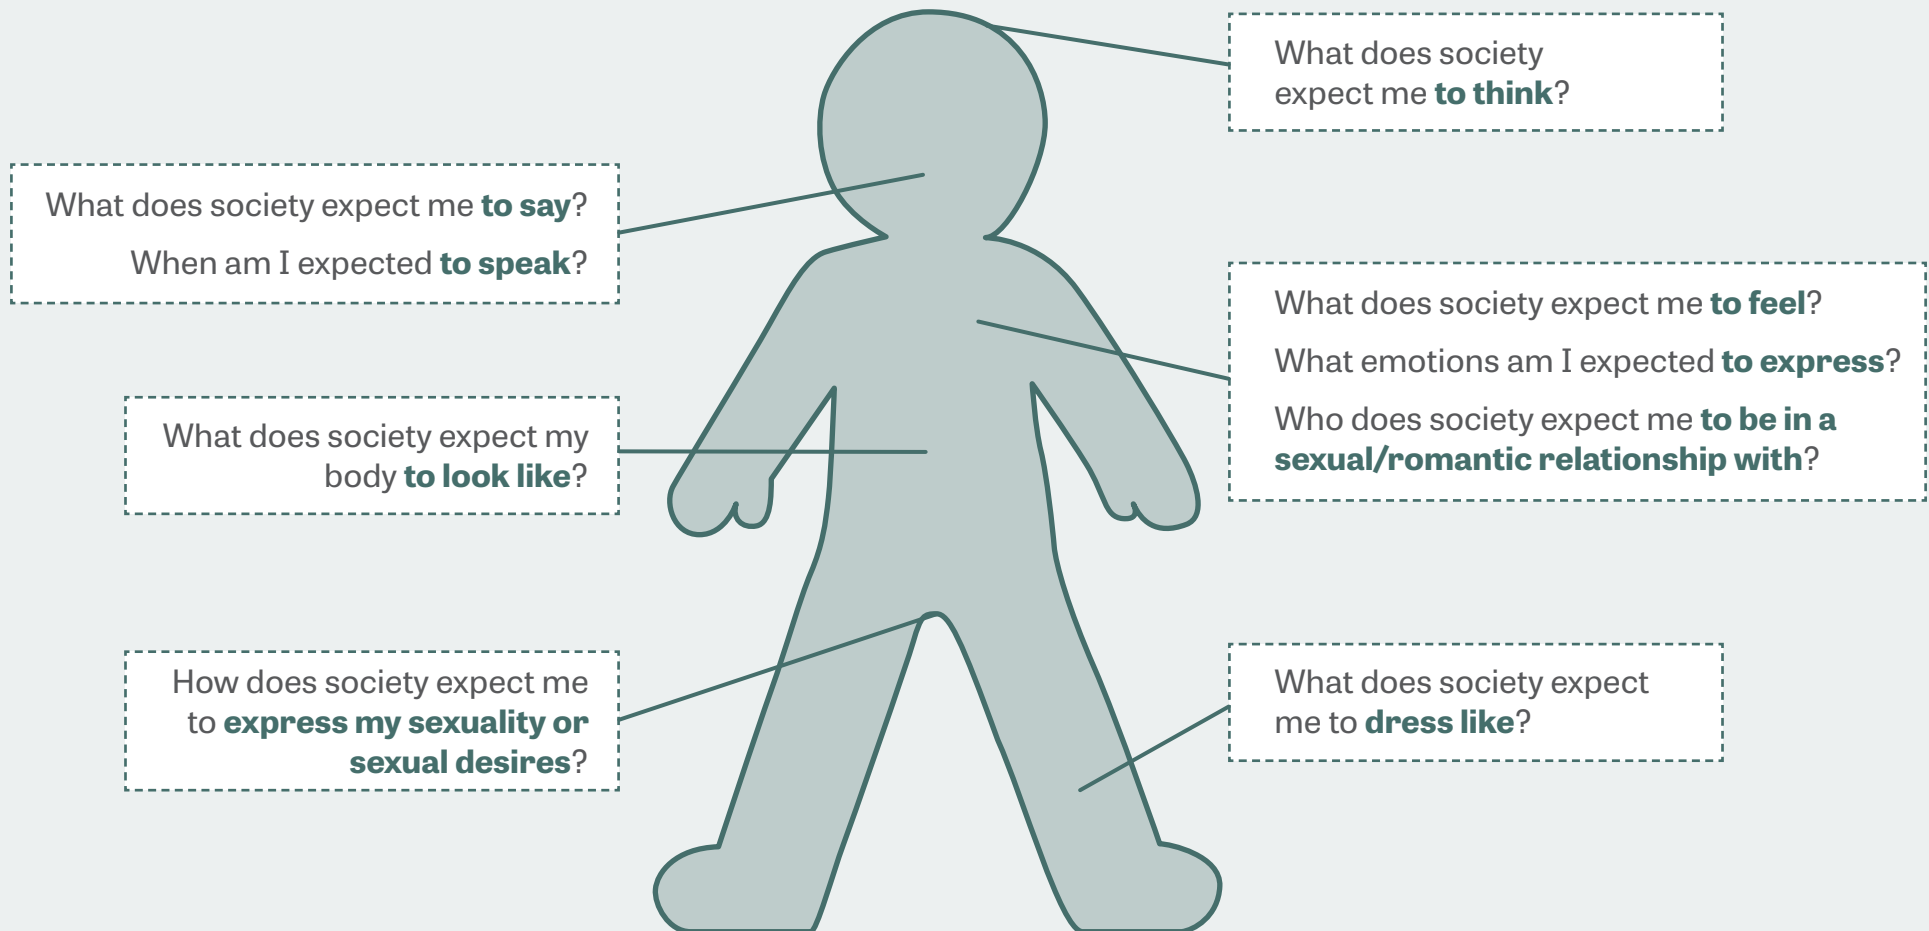 What does society
expect me to think?
What does society expect me to say?
When am I expected to speak?
What does society expect me to feel?
What emotions am I expected to express?
Who does society expect me to be in a
sexual/romantic relationship with?
What does society expect my
body to look like?
How does society expect me
to express my sexuality or
sexual desires?
What does society expect
me to dress like?